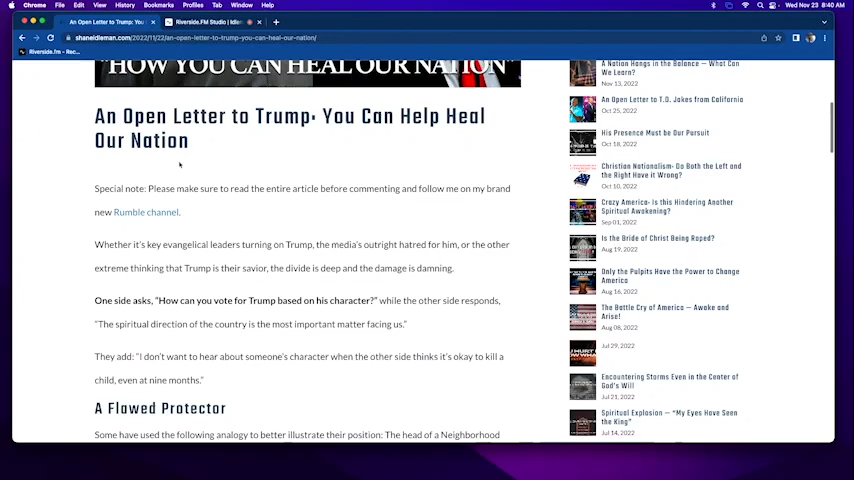 Chrome File Edit View History Bookmarks Profiles Tab Window Help Wed Nov 23 8:40 AM
An Open Letter to Trump: You C Riverside.FM Studio | Idle
shaneidleman.com/2022/11/22/an-open-letter-to-trump-you-can-heal-our-nation/
Riverside.fm - Rec...
"HOW YOU CAN HEAL OUR NATION"
An Open Letter to Trump: You Can Help Heal
Our Nation
Special note: Please make sure to read the entire article before commenting and follow me on my brand
new Rumble channel.
Whether it's key evangelical leaders turning on Trump, the media's outright hatred for him, or the other
extreme thinking that Trump is their savior, the divide is deep and the damage is damning.
One side asks, "How can you vote for Trump based on his character?" while the other side responds,
"The spiritual direction of the country is the most important matter facing us."
They add: "I don't want to hear about someone's character when the other side thinks it's okay to kill a
child, even at nine months."
A Flawed Protector
Some have used the following analogy to better illustrate their position: The head of a Neighborhood
A Nation Hangs in the Balance – What Can
We Learn?
Nov 13, 2022
An Open Letter to T.D. Jakes from California
Oct 25, 2022
His Presence Must be Our Pursuit
Oct 18, 2022
Christian Nationalism: Do Both the Left and
the Right Have it Wrong?
Oct 10, 2022
Crazy America: Is this Hindering Another
Spiritual Awakening?
Sep 01, 2022
Is the Bride of Christ Being Raped?
Aug 19, 2022
Only the Pulpits Have the Power to Change
America
Aug 16, 2022
The Battle Cry of America – Awake and
Arise!
Aug 08, 2022
Jul 29, 2022
Encountering Storms Even in the Center of
God's Will
Jul 21, 2022
Spiritual Explosion – "My Eyes Have Seen
the King"
Jul 14, 2022